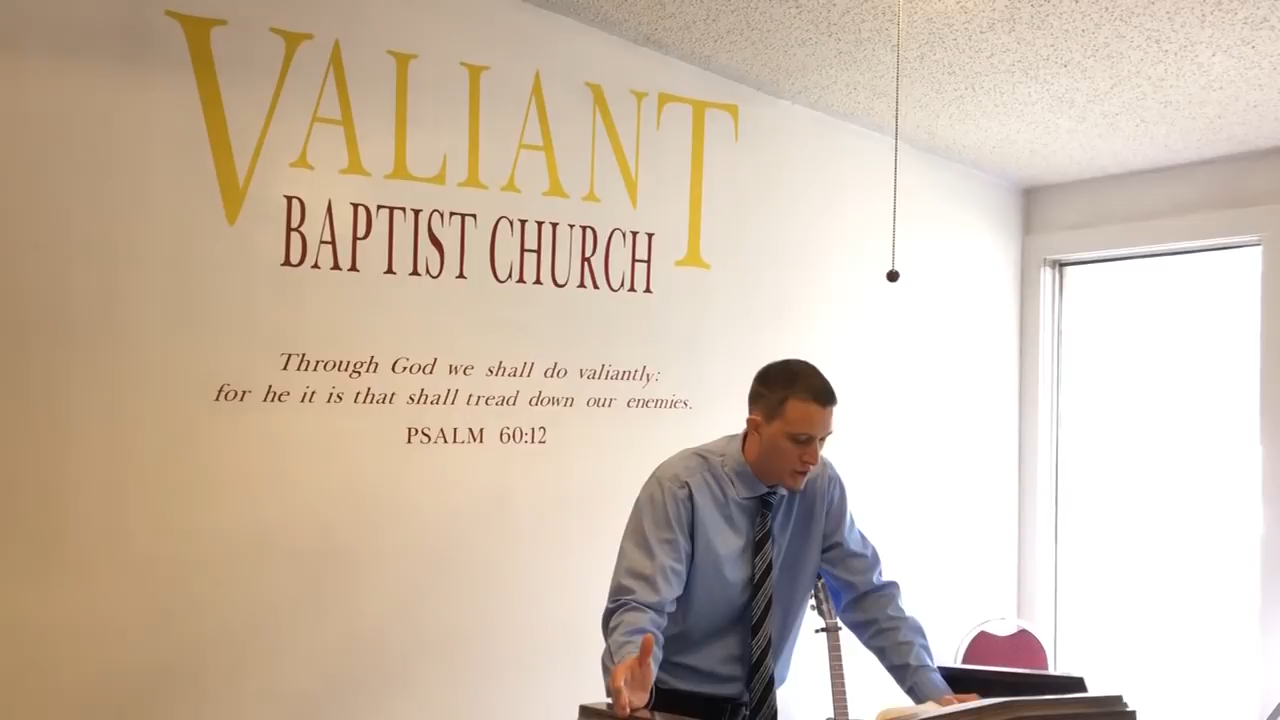 VALIANT
BAPTIST CHURCH
Through God we shall do valiantly:
for he it is that shall tread down our enemies.
PSALM 60:12